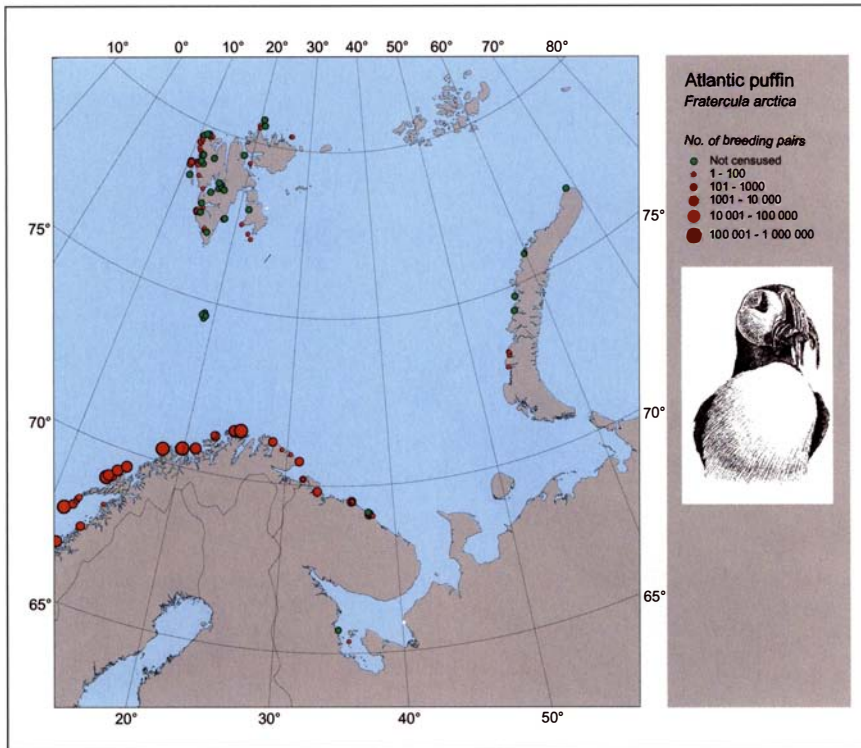 10° 0° 10° 20° 30° 40° 60° 70° 80°
Atlantic puffin
Fratercula arctica
No. of breeding pairs
Not censused
1 - 100
101 - 1000
1001 - 10 000
10 001 - 100 000
100 001 - 1 000 000
75° 75°
70° 70°
65° 65°
20° 30° 40° 50°